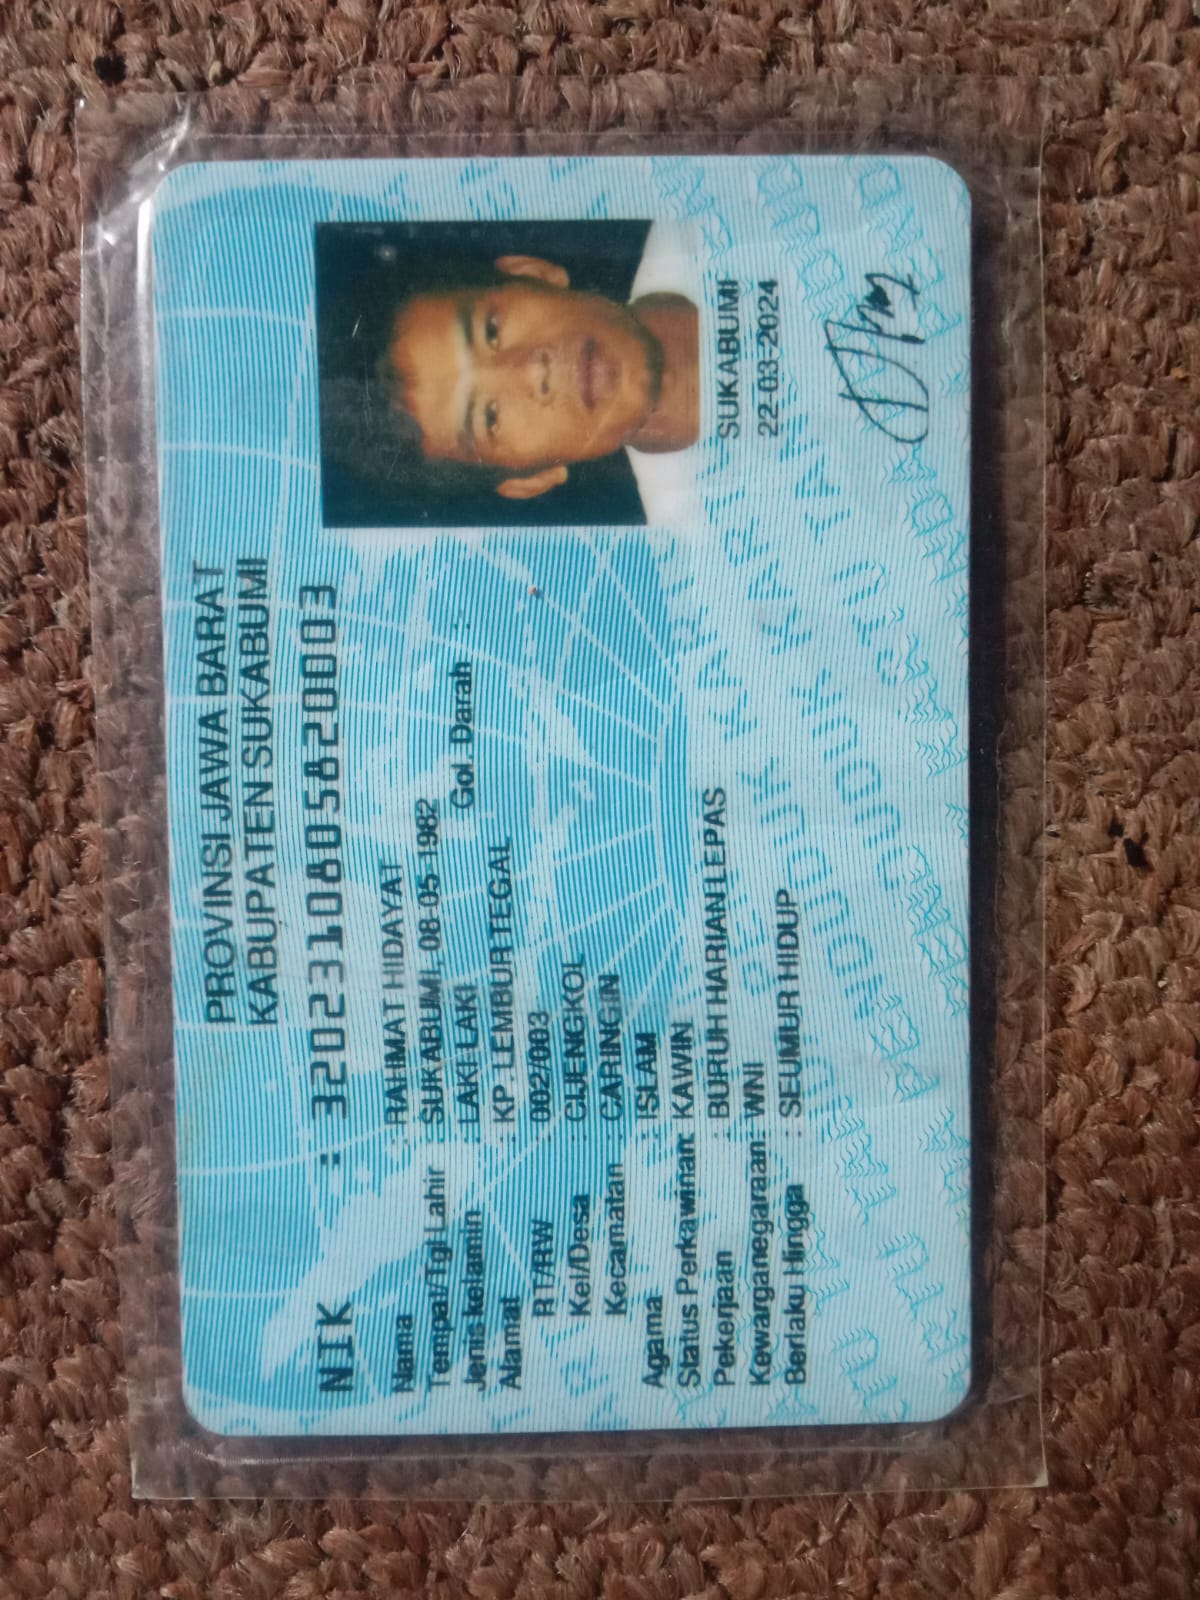 PROVINSI JAWA BARAT
KABUPATEN SUKABUMI
NIK : 3202310805820003
Nama : RAHMAT HIDAYAT
Tempat/Tgl Lahir : SUKABUMI, 08-05-1982
Jenis kelamin : LAKI-LAKI Gol. Darah :
Alamat : KP. LEMBURTEGAL
RT/RW : 002/003
Kel/Desa : CIJENGKOL
Kecamatan : CARINGIN
Agama : ISLAM
Status Perkawinan: KAWIN
Pekerjaan : BURUH HARIAN LEPAS
Kewarganegaraan: WNI
Berlaku Hingga : SEUMUR HIDUP
SUKABUMI
22-03-2024